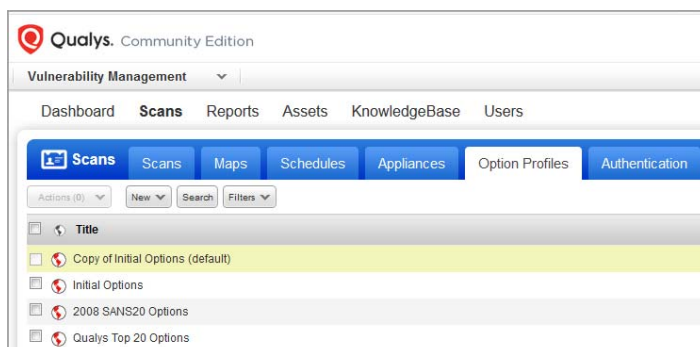 Qualys. Community Edition
Vulnerability Management
Dashboard Scans Reports Assets KnowledgeBase Users
Scans Scans Maps Schedules Appliances Option Profiles Authentication
Actions (0) New Search Filters
Title
Copy of Initial Options (default)
Initial Options
2008 SANS20 Options
Qualys Top 20 Options